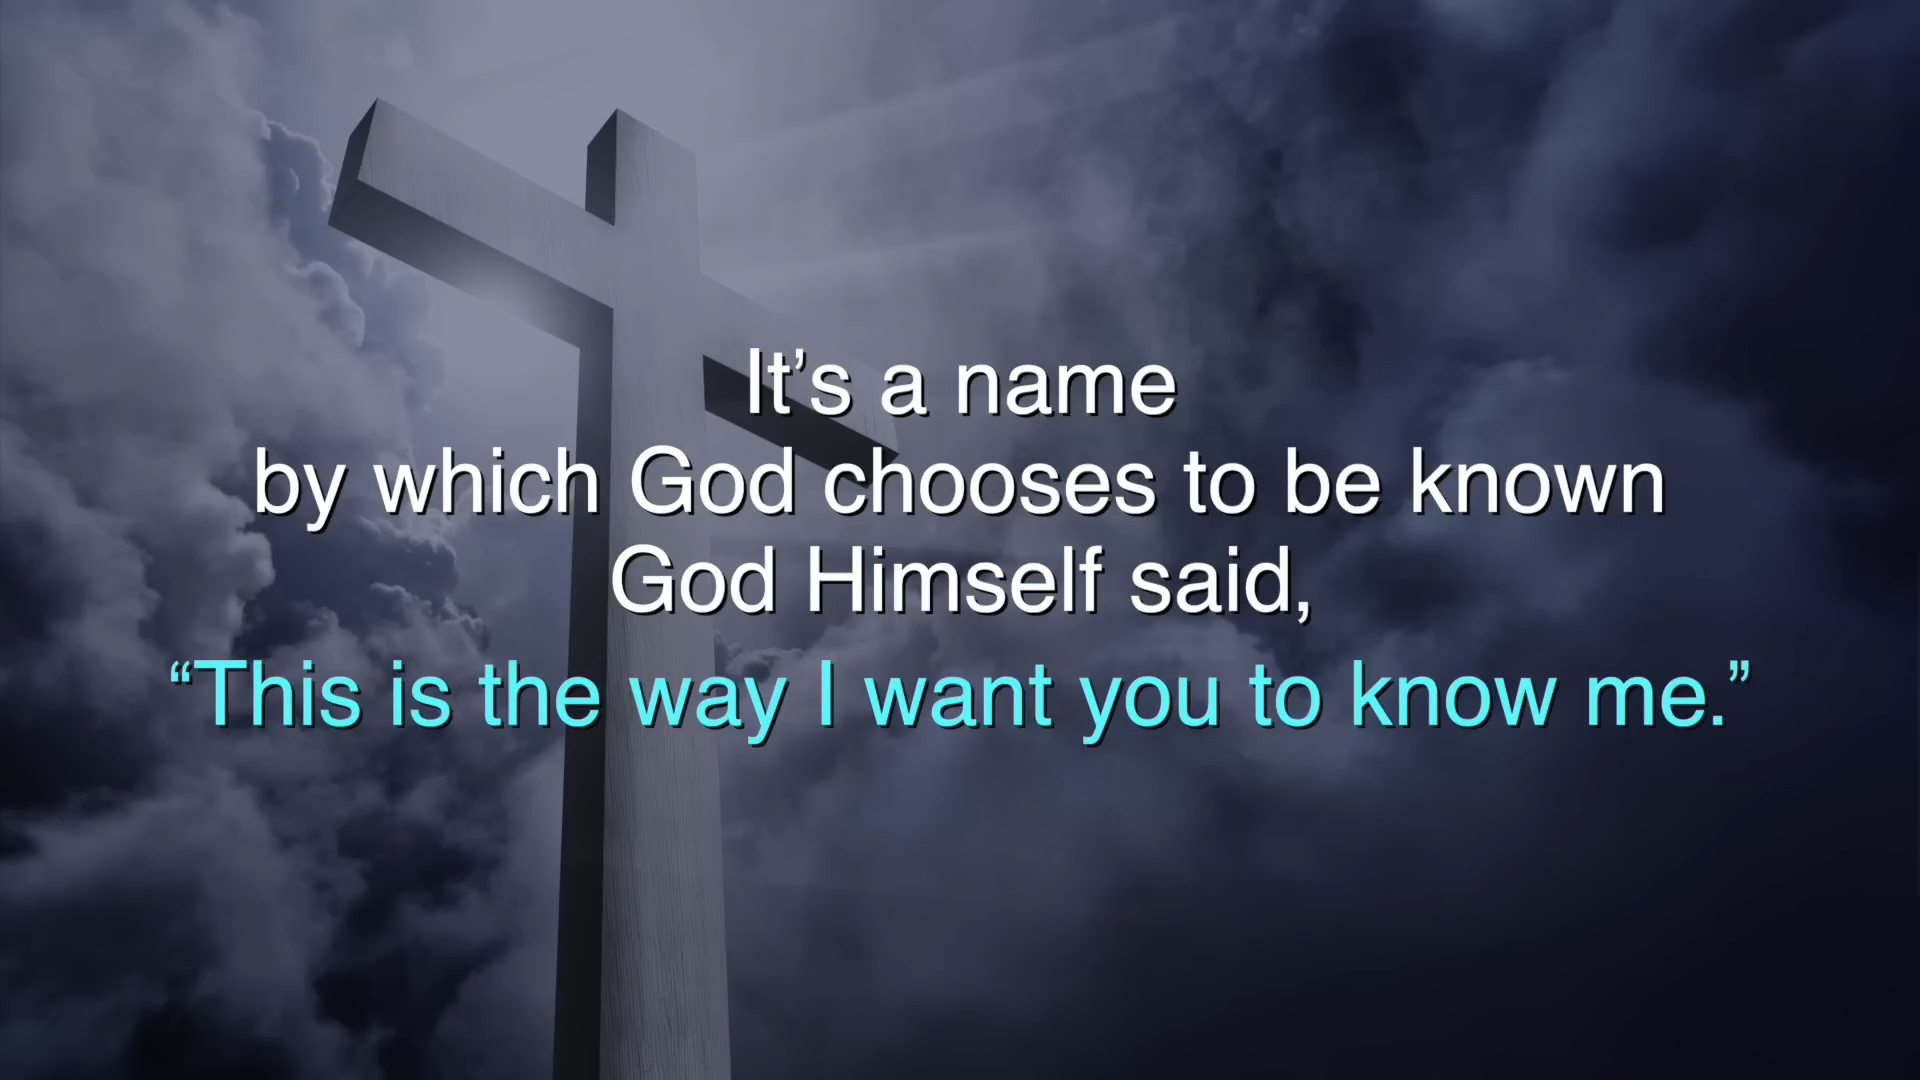 It’s a name
by which God chooses to be known
God Himself said,
“This is the way I want you to know me.”